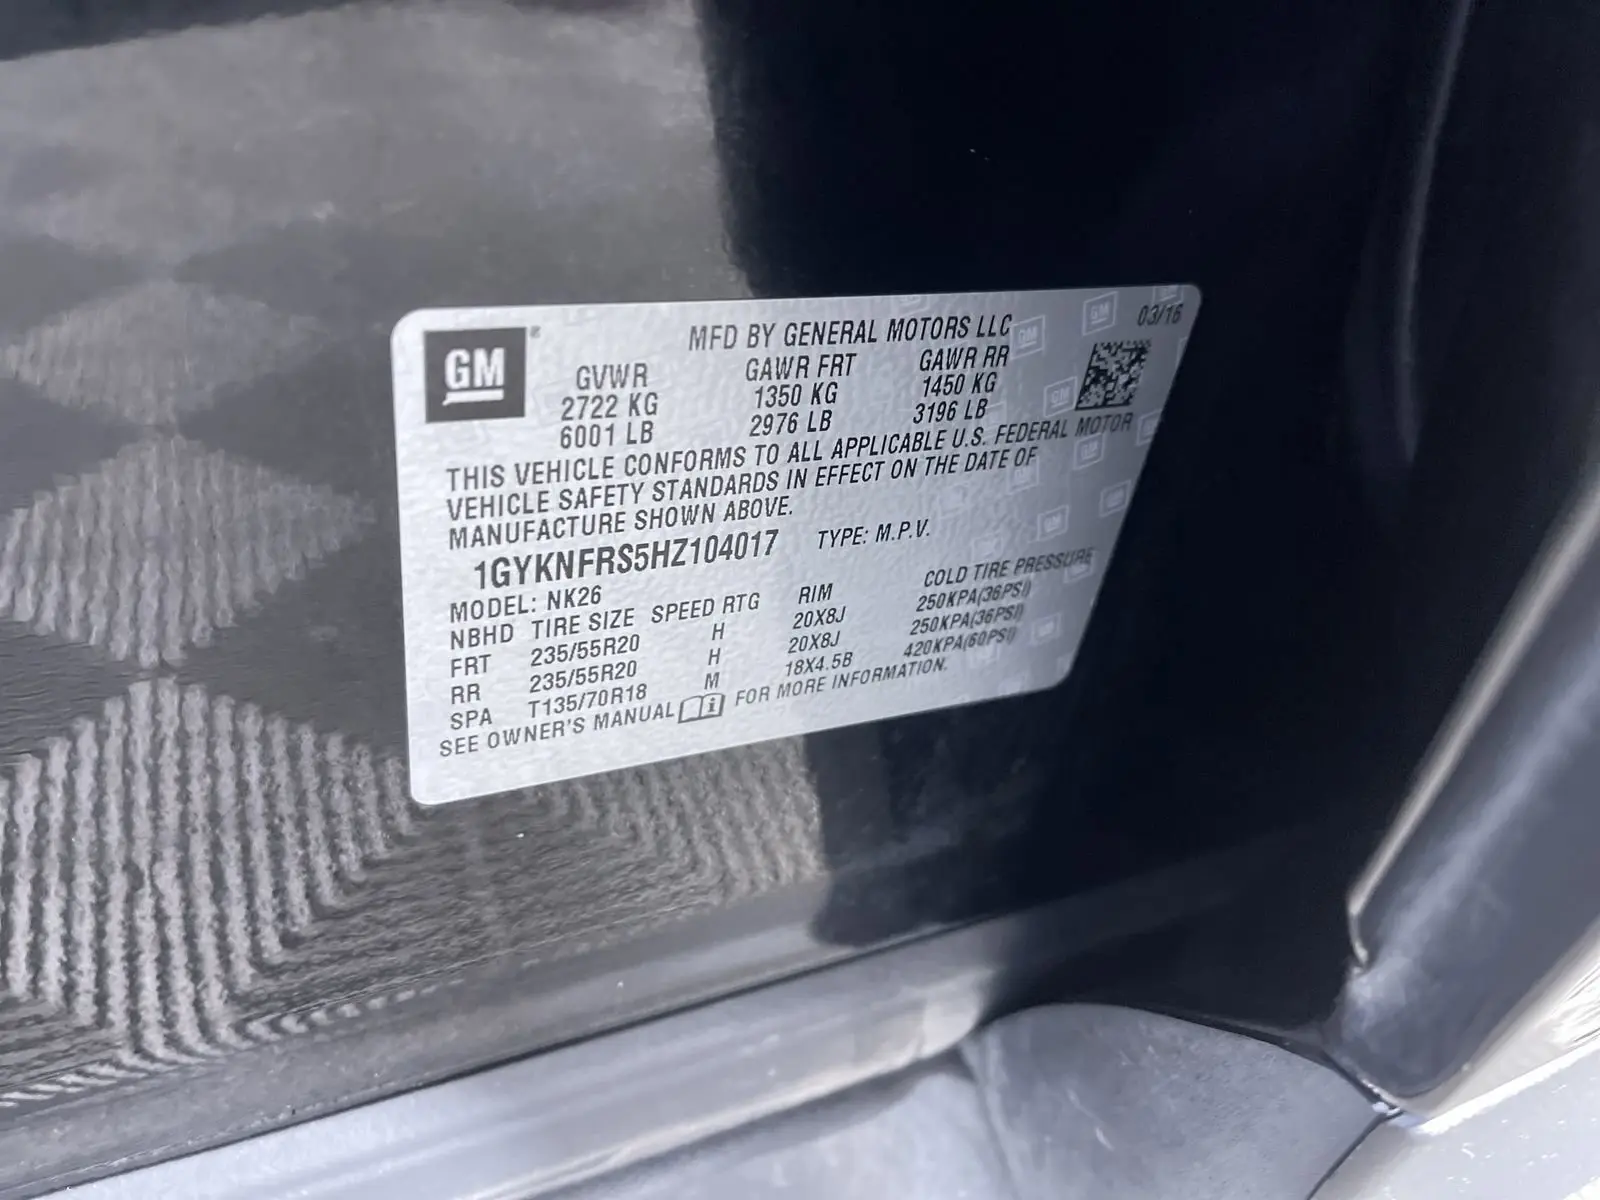 GM
MFD BY GENERAL MOTORS LLC
03/16
GVWR GAWR FRT GAWR RR
2722 KG 1350 KG 1450 KG
6001 LB 2976 LB 3196 LB
THIS VEHICLE CONFORMS TO ALL APPLICABLE U.S. FEDERAL MOTOR
VEHICLE SAFETY STANDARDS IN EFFECT ON THE DATE OF
MANUFACTURE SHOWN ABOVE.
1GYKNFRS5HZ104017 TYPE: M.P.V.
MODEL: NK26
NBHD TIRE SIZE SPEED RTG RIM COLD TIRE PRESSURE
FRT 235/55R20 H 20X8J 250KPA(36PSI)
RR 235/55R20 H 20X8J 250KPA(36PSI)
SPA T135/70R18 M 18X4.5B 420KPA(60PSI)
SEE OWNER'S MANUAL FOR MORE INFORMATION.